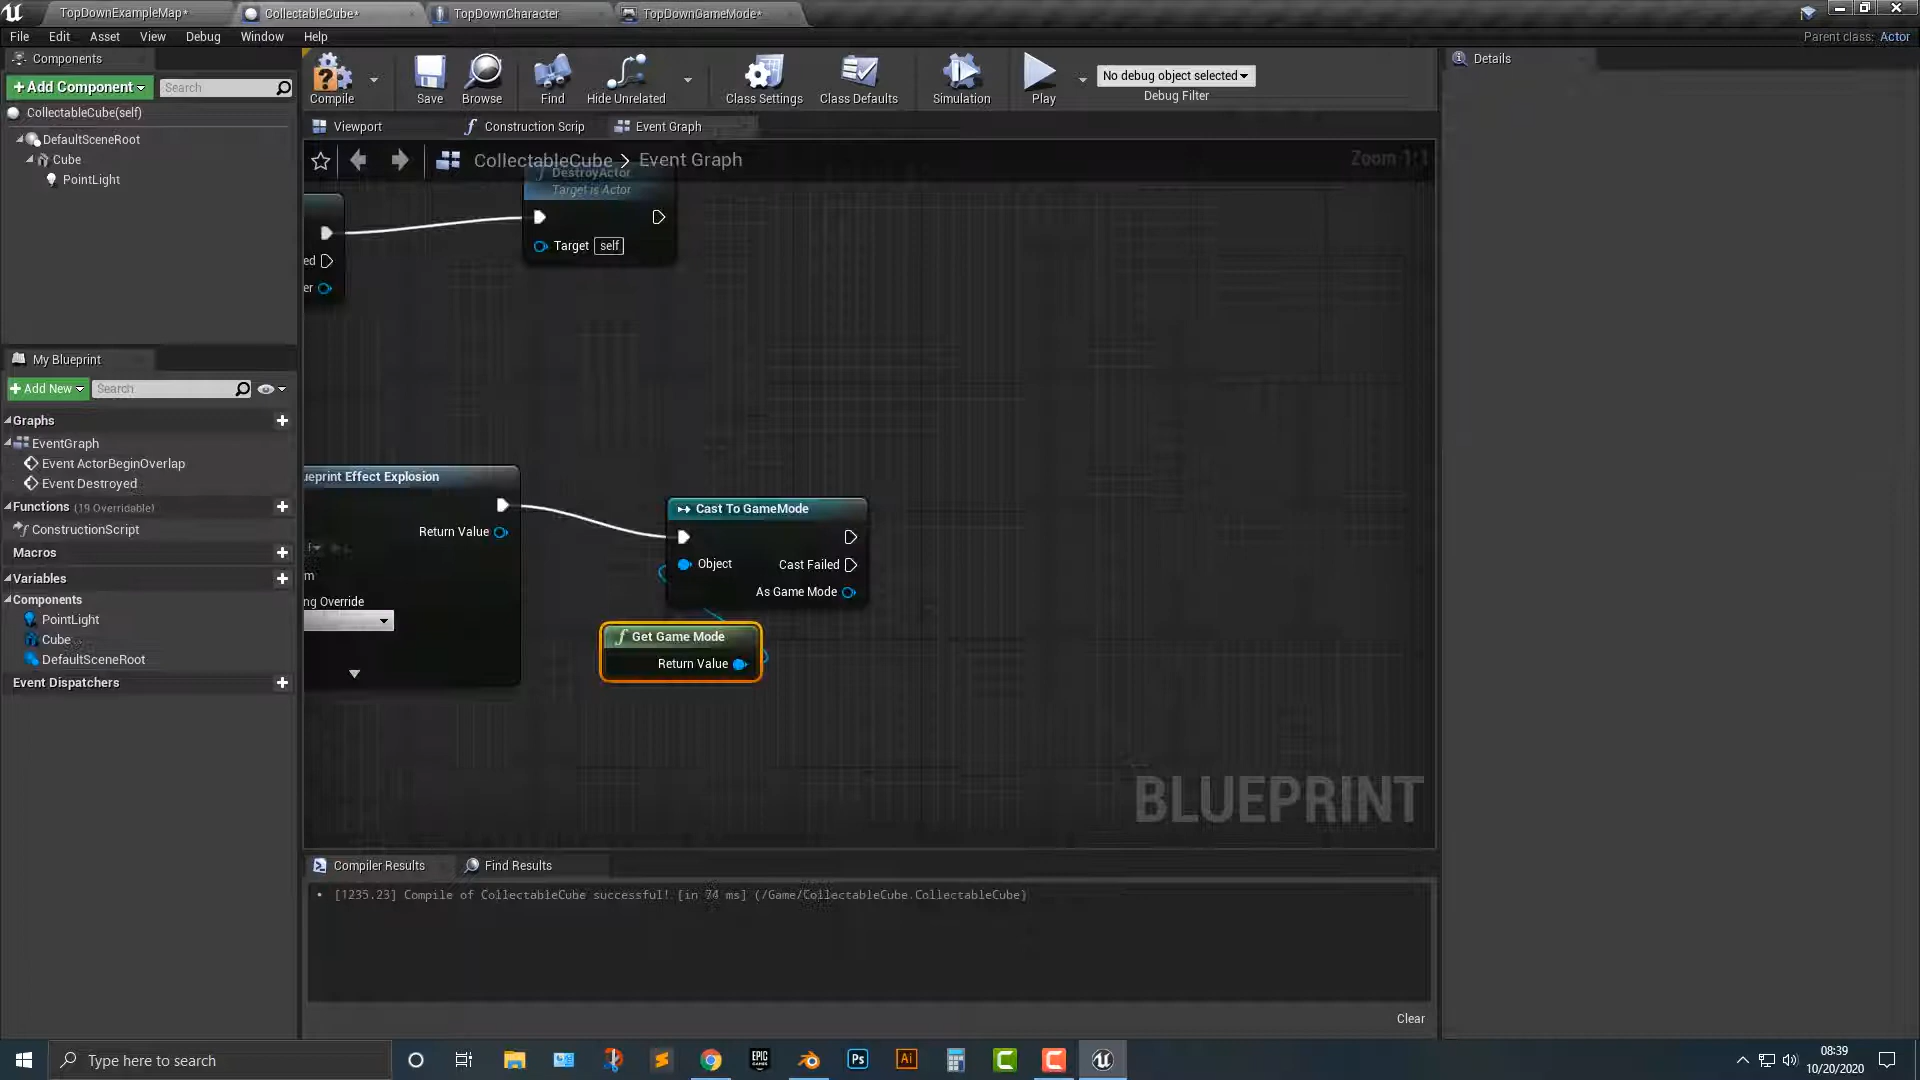 TopDownExampleMap*
CollectableCube*
TopDownCharacter
TopDownGameMode*
File Edit Asset View Debug Window Help
Parent class: Actor
Components
+Add Component
Search
CollectableCube(self)
DefaultSceneRoot
Cube
PointLight
Compile
Save
Browse
Find
Hide Unrelated
Class Settings
Class Defaults
Simulation
Play
No debug object selected
Debug Filter
Details
Viewport
Construction Scrip
Event Graph
CollectableCube > Event Graph
Zoom 1:1
DestroyActor
Target is Actor
Target self
ed
er
My Blueprint
+Add New
Search
Graphs
EventGraph
Event ActorBeginOverlap
Event Destroyed
Functions (19 Overridable)
ConstructionScript
Macros
Variables
Components
PointLight
Cube
DefaultSceneRoot
Event Dispatchers
ueprint Effect Explosion
Return Value
m
ng Override
Cast To GameMode
Object
Cast Failed
As Game Mode
Get Game Mode
Return Value
BLUEPRINT
Compiler Results
Find Results
[1235.23] Compile of CollectableCube successful! [in 74 ms] (/Game/CollectableCube.CollectableCube)
Clear
Type here to search
EPIC GAMES
Ps
Ai
08:39
10/20/2020